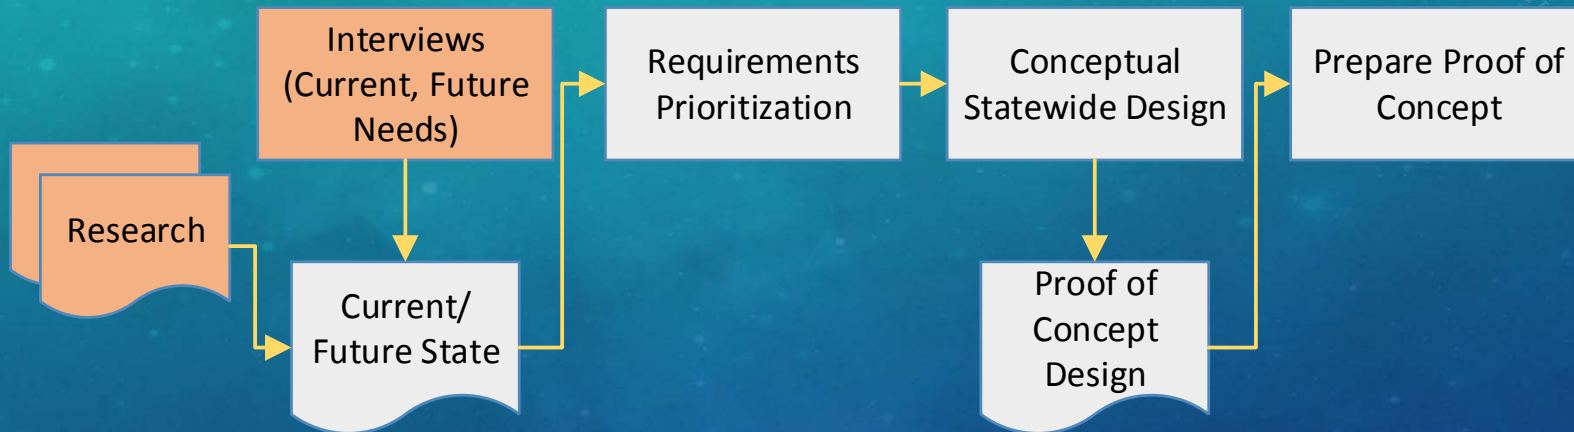 Interviews
(Current, Future
Needs)
Requirements
Prioritization
Conceptual
Statewide Design
Prepare Proof of
Concept
Research
Current/
Future State
Proof of
Concept
Design